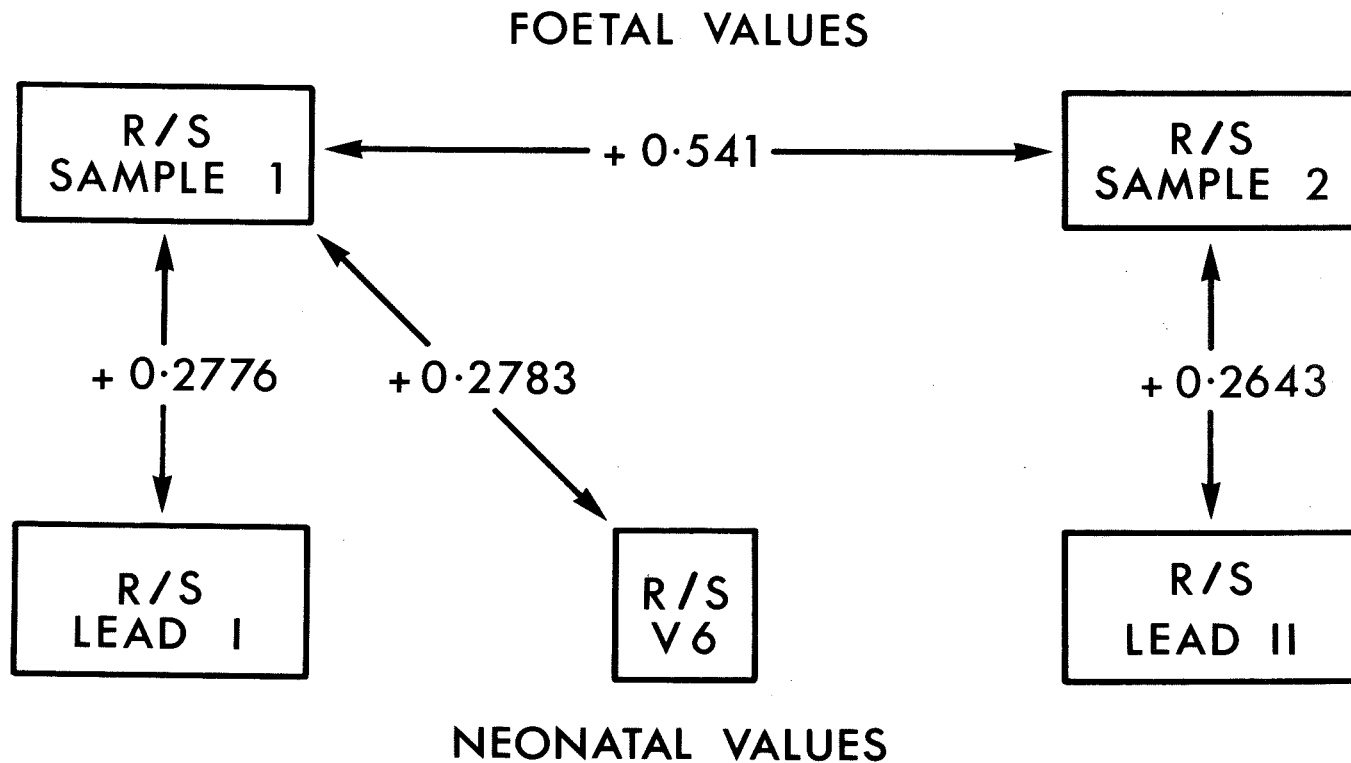 FOETAL VALUES
R/S
SAMPLE 1
+ 0·541
R/S
SAMPLE 2
+ 0·2776
+ 0·2783
+ 0·2643
R/S
LEAD I
R/S
V6
R/S
LEAD II
NEONATAL VALUES